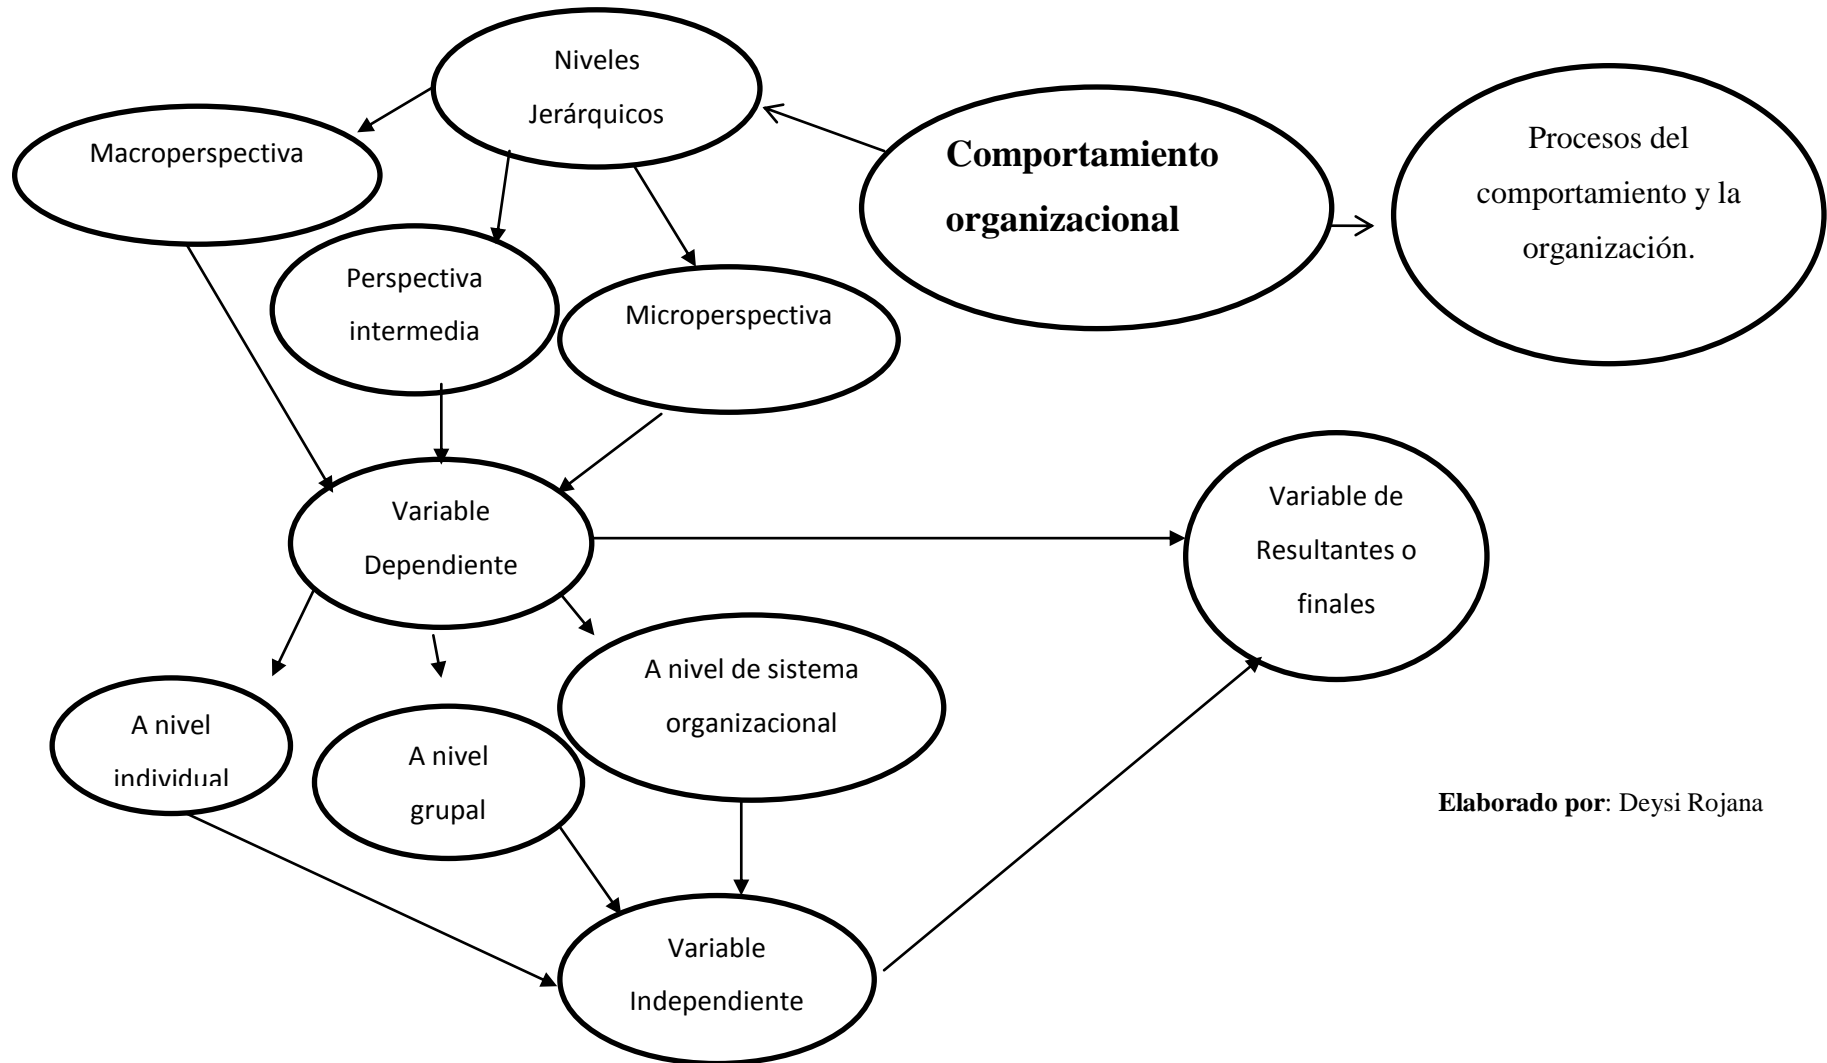 Niveles
Jerárquicos
Macroperspectiva
Comportamiento
organizacional
Procesos del
comportamiento y la
organización.
Perspectiva
intermedia
Microperspectiva
Variable
Dependiente
Variable de
Resultantes o
finales
A nivel
individual
A nivel
grupal
A nivel de sistema
organizacional
Elaborado por: Deysi Rojana
Variable
Independiente